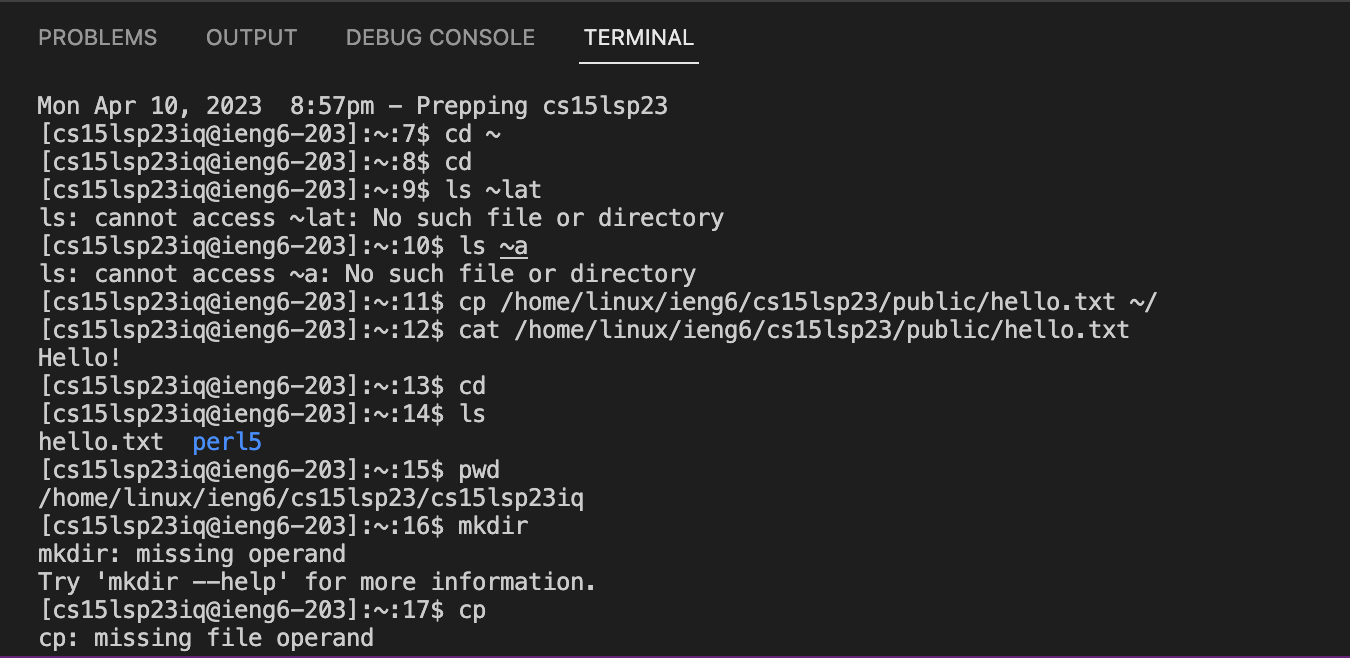 PROBLEMS OUTPUT DEBUG CONSOLE TERMINAL
Mon Apr 10, 2023  8:57pm - Prepping cs15lsp23
[cs15lsp23iq@ieng6-203]:~:7$ cd ~
[cs15lsp23iq@ieng6-203]:~:8$ cd
[cs15lsp23iq@ieng6-203]:~:9$ ls ~lat
ls: cannot access ~lat: No such file or directory
[cs15lsp23iq@ieng6-203]:~:10$ ls ~a
ls: cannot access ~a: No such file or directory
[cs15lsp23iq@ieng6-203]:~:11$ cp /home/linux/ieng6/cs15lsp23/public/hello.txt ~/
[cs15lsp23iq@ieng6-203]:~:12$ cat /home/linux/ieng6/cs15lsp23/public/hello.txt
Hello!
[cs15lsp23iq@ieng6-203]:~:13$ cd
[cs15lsp23iq@ieng6-203]:~:14$ ls
hello.txt  perl5
[cs15lsp23iq@ieng6-203]:~:15$ pwd
/home/linux/ieng6/cs15lsp23/cs15lsp23iq
[cs15lsp23iq@ieng6-203]:~:16$ mkdir
mkdir: missing operand
Try 'mkdir --help' for more information.
[cs15lsp23iq@ieng6-203]:~:17$ cp
cp: missing file operand